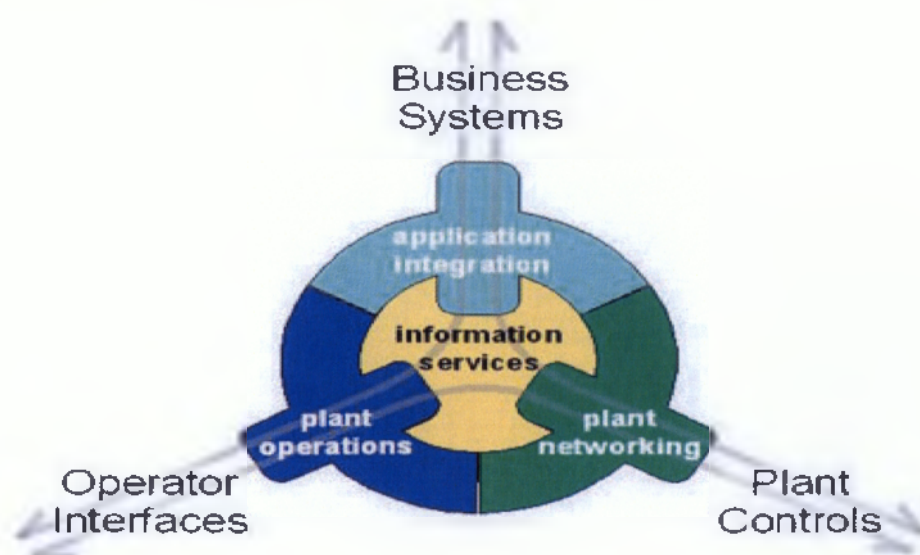 Business
Systems
application
integration
information
services
plant
operations
plant
networking
Operator
Interfaces
Plant
Controls